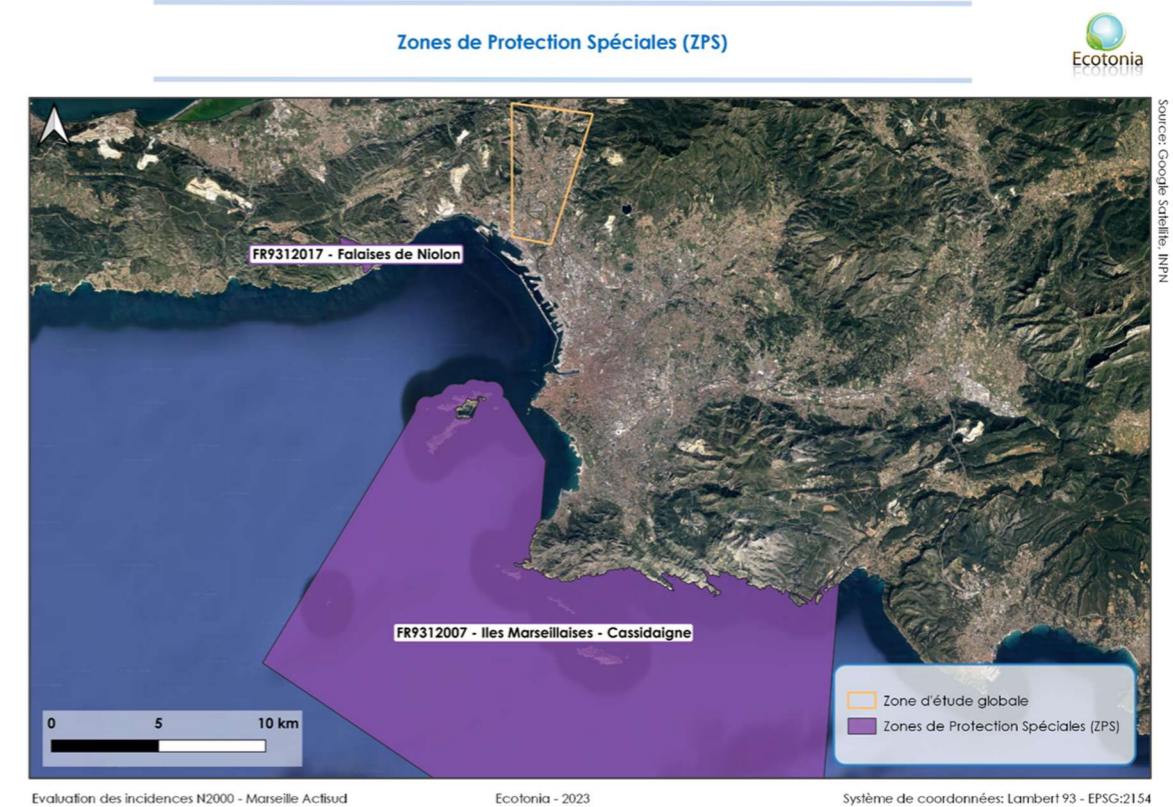 Zones de Protection Spéciales (ZPS)
Ecotonia
Source: Google Satellite, INPN
FR9312017 - Falaises de Niolon
FR9312007 - Iles Marseillaises - Cassidaigne
Zone d'étude globale
Zones de Protection Spéciales (ZPS)
0 5 10 km
Evaluation des incidences N2000 - Marseille Actisud
Ecotonia - 2023
Système de coordonnées: Lambert 93 - EPSG:2154